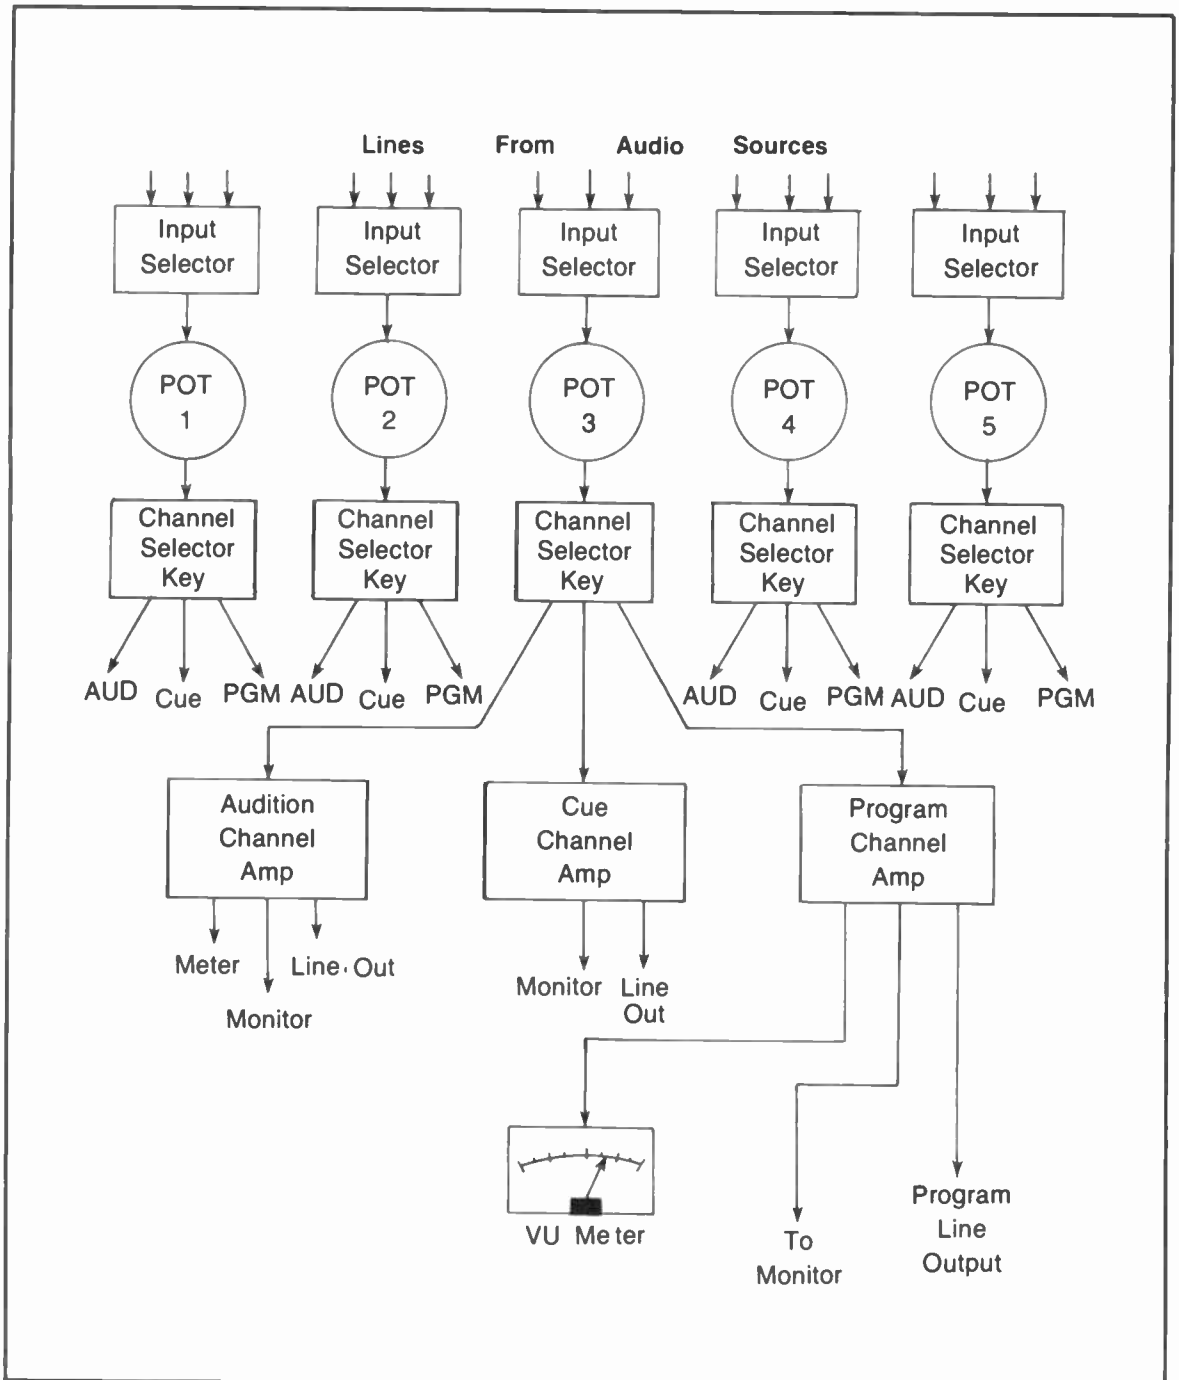 Lines From Audio Sources
Input Selector
Input Selector
Input Selector
Input Selector
Input Selector
POT 1
POT 2
POT 3
POT 4
POT 5
Channel Selector Key
Channel Selector Key
Channel Selector Key
Channel Selector Key
Channel Selector Key
AUD Cue PGM
AUD Cue PGM
AUD Cue PGM
AUD Cue PGM
Audition Channel Amp
Cue Channel Amp
Program Channel Amp
Meter
Monitor
Line Out
Monitor
Line Out
VU Meter
To Monitor
Program Line Output